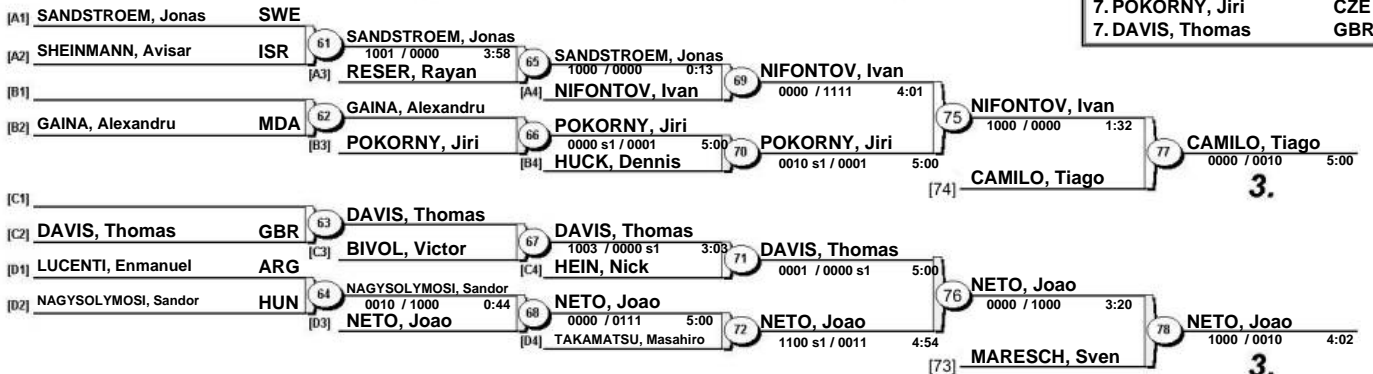 7. POKORNY, Jiri CZE
7. DAVIS, Thomas GBR
[A1] SANDSTROEM, Jonas SWE
[A2] SHEINMANN, Avisar ISR
61 SANDSTROEM, Jonas
1001 / 0000 3:58
[A3] RESER, Rayan
65 SANDSTROEM, Jonas
1000 / 0000 0:13
[A4] NIFONTOV, Ivan
69 NIFONTOV, Ivan
0000 / 1111 4:01
[B1]
[B2] GAINA, Alexandru MDA
62 GAINA, Alexandru
[B3] POKORNY, Jiri
66 POKORNY, Jiri
0000 s1 / 0001 5:00
[B4] HUCK, Dennis
70 POKORNY, Jiri
0010 s1 / 0001 5:00
75 NIFONTOV, Ivan
1000 / 0000 1:32
[74] CAMILO, Tiago
77 CAMILO, Tiago
0000 / 0010 5:00
3.
[C1]
[C2] DAVIS, Thomas GBR
63 DAVIS, Thomas
[C3] BIVOL, Victor
67 DAVIS, Thomas
1003 / 0000 s1 3:03
[C4] HEIN, Nick
71 DAVIS, Thomas
0001 / 0000 s1 5:00
[D1] LUCENTI, Enmanuel ARG
[D2] NAGYSOLYMOSI, Sandor HUN
64 NAGYSOLYMOSI, Sandor
0010 / 1000 0:44
[D3] NETO, Joao
68 NETO, Joao
0000 / 0111 5:00
[D4] TAKAMATSU, Masahiro
72 NETO, Joao
1100 s1 / 0011 4:54
76 NETO, Joao
0000 / 1000 3:20
[73] MARESCH, Sven
78 NETO, Joao
1000 / 0010 4:02
3.